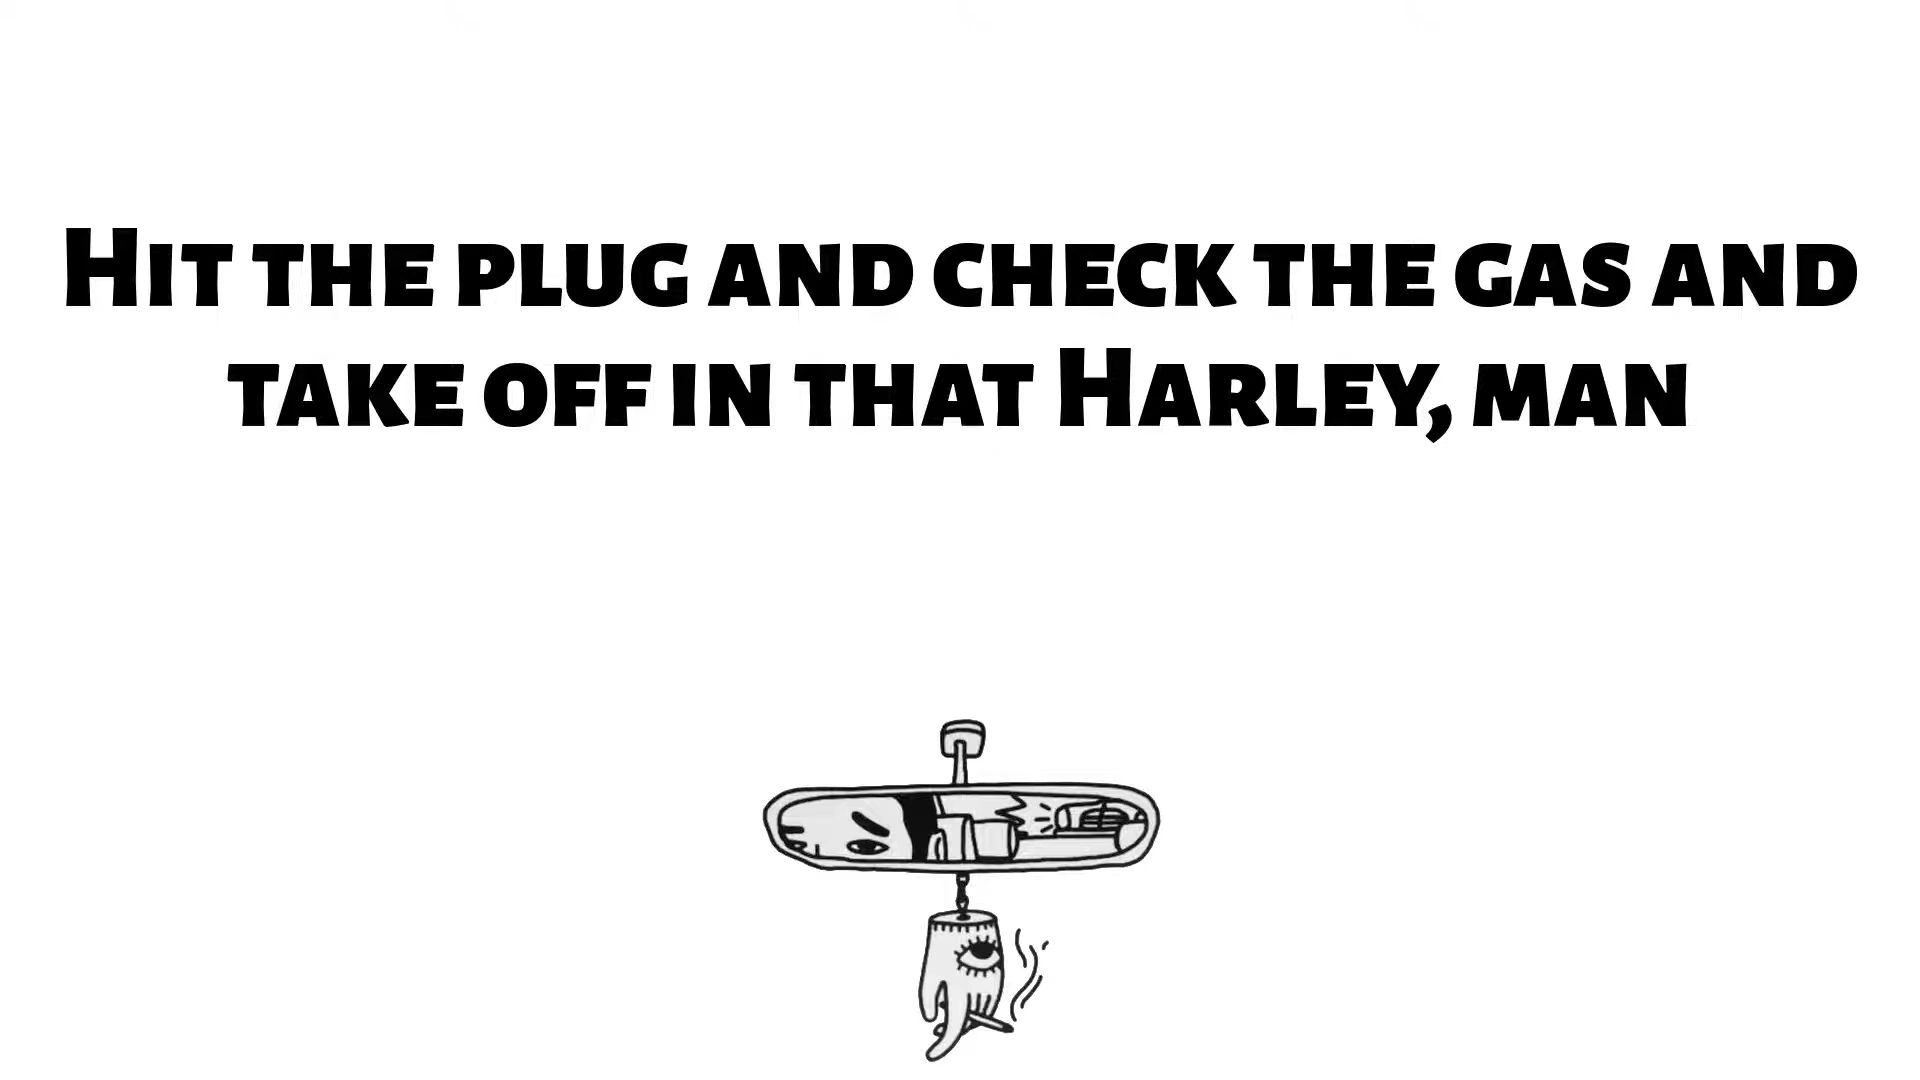 Hit the plug and check the gas and
take off in that Harley, man